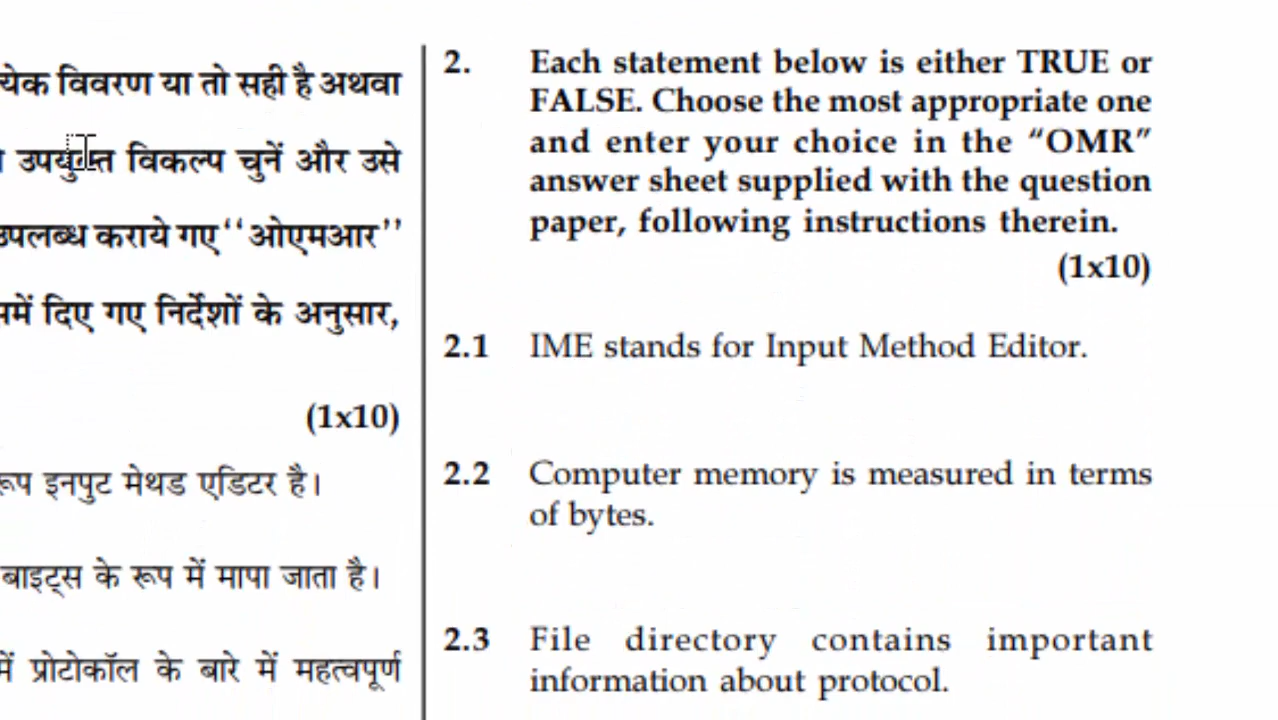 येक विवरण या तो सही है अथवा
उपयुक्त विकल्प चुनें और उसे
उपलब्ध कराये गए ‘‘ओएमआर’’
में दिए गए निर्देशों के अनुसार,
(1x10)
रूप इनपुट मेथड एडिटर है।
बाइट्स के रूप में मापा जाता है।
में प्रोटोकॉल के बारे में महत्वपूर्ण
2. Each statement below is either TRUE or
FALSE. Choose the most appropriate one
and enter your choice in the “OMR”
answer sheet supplied with the question
paper, following instructions therein.
(1x10)
2.1 IME stands for Input Method Editor.
2.2 Computer memory is measured in terms
of bytes.
2.3 File directory contains important
information about protocol.